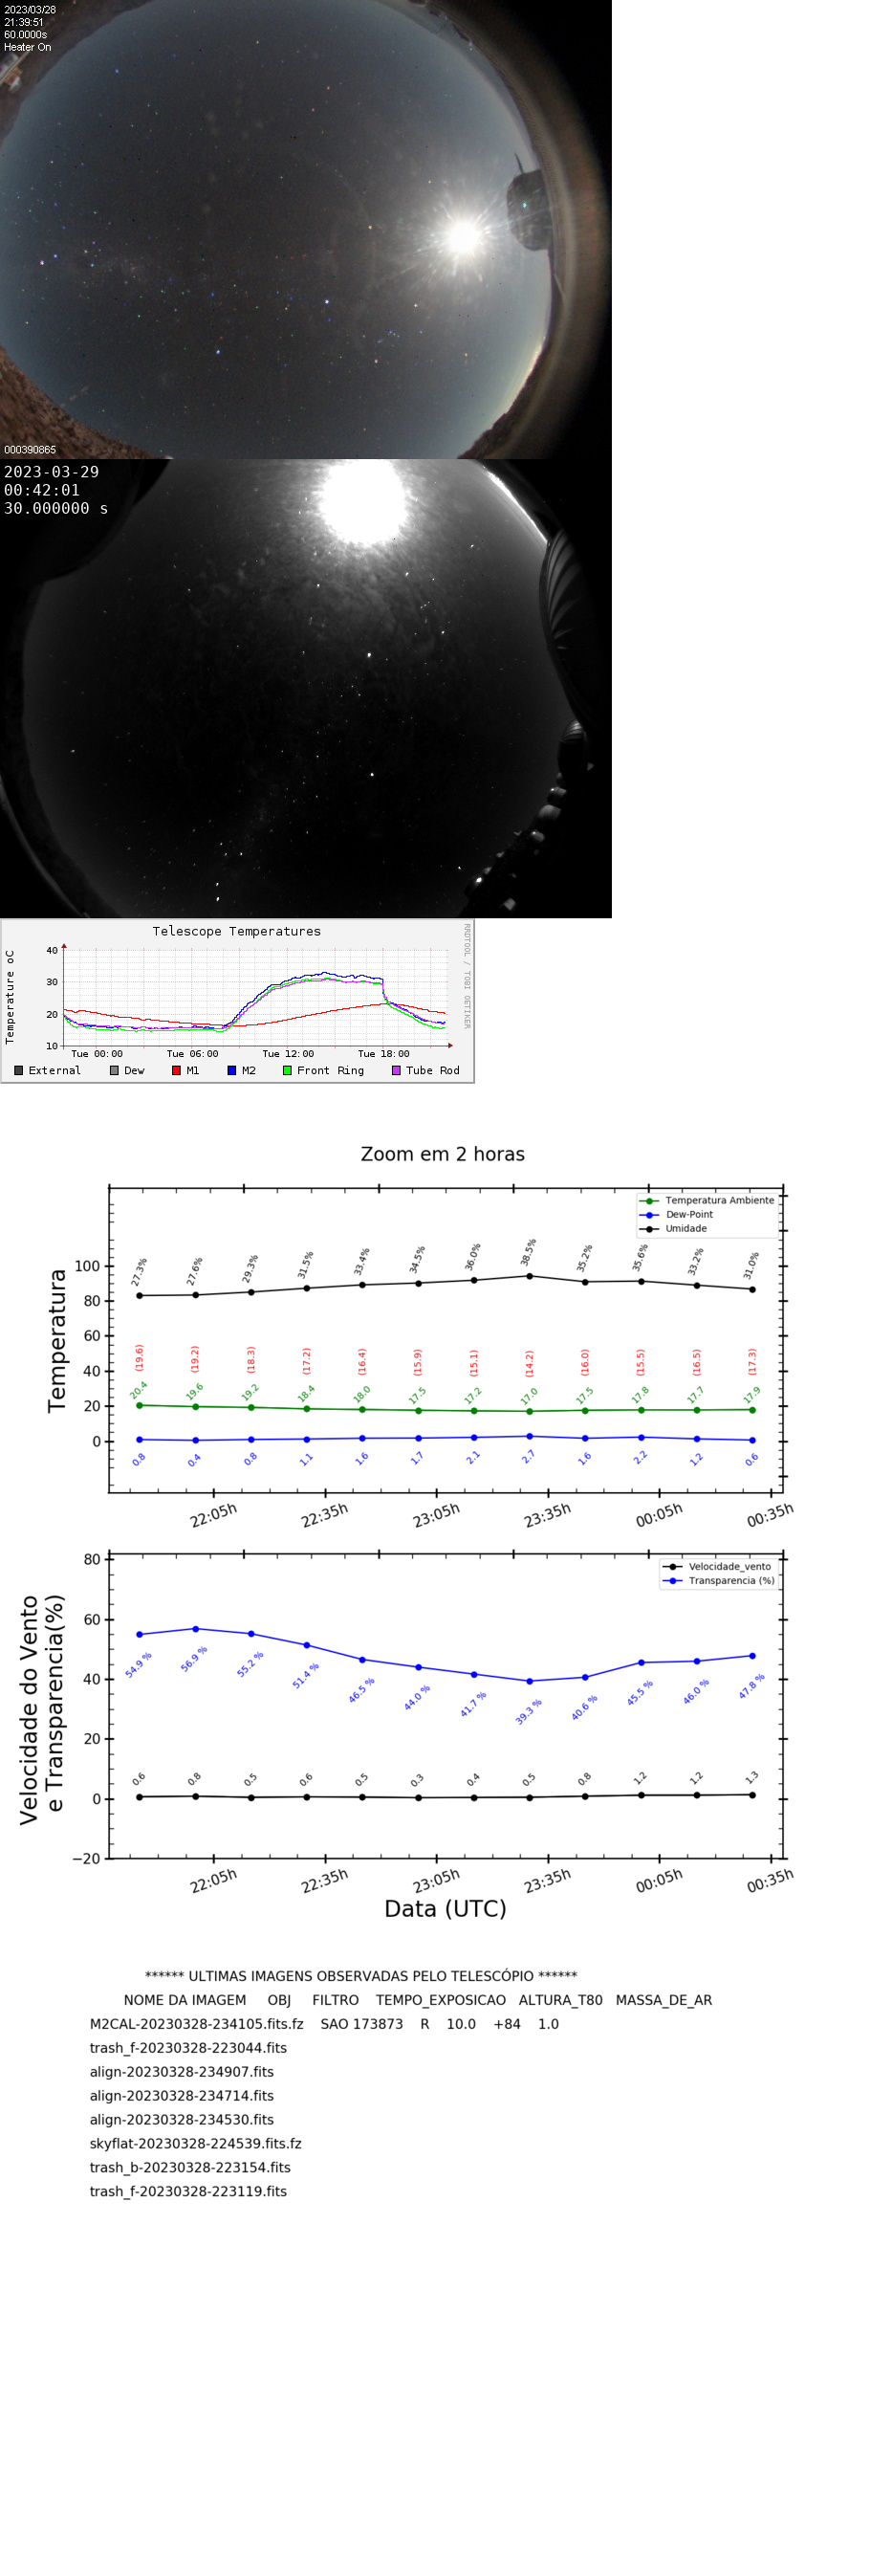 2023/03/28
21:39:51
60.0000s
Heater On
000390865
2023-03-29
00:42:01
30.000000 s
Telescope Temperatures
RRDTOOL / TOBI OETIKER
Temperature oC
40
30
20
10
Tue 00:00 Tue 06:00 Tue 12:00 Tue 18:00
External Dew M1 M2 Front Ring Tube Rod
Zoom em 2 horas
Temperatura Ambiente
Dew-Point
Umidade
Temperatura
100
80
60
40
20
0
27.3% 27.6% 29.3% 31.5% 33.4% 34.5% 36.0% 38.5% 35.2% 35.6% 33.2% 31.0%
(19.6) (19.2) (18.3) (17.2) (16.4) (15.9) (15.1) (14.2) (16.0) (15.5) (16.5) (17.3)
20.4 19.6 19.2 18.4 18.0 17.5 17.2 17.0 17.5 17.8 17.7 17.9
0.8 0.4 0.8 1.1 1.6 1.7 2.1 2.7 1.6 2.2 1.2 0.6
22:05h 22:35h 23:05h 23:35h 00:05h 00:35h
Velocidade_vento
Transparencia (%)
Velocidade do Vento
e Transparencia(%)
80
60
40
20
0
−20
54.9 % 56.9 % 55.2 % 51.4 % 46.5 % 44.0 % 41.7 % 39.3 % 40.6 % 45.5 % 46.0 % 47.8 %
0.6 0.8 0.5 0.6 0.5 0.3 0.4 0.5 0.8 1.2 1.2 1.3
22:05h 22:35h 23:05h 23:35h 00:05h 00:35h
Data (UTC)
****** ULTIMAS IMAGENS OBSERVADAS PELO TELESCÓPIO ******
NOME DA IMAGEM OBJ FILTRO TEMPO_EXPOSICAO ALTURA_T80 MASSA_DE_AR
M2CAL-20230328-234105.fits.fz SAO 173873 R 10.0 +84 1.0
trash_f-20230328-223044.fits
align-20230328-234907.fits
align-20230328-234714.fits
align-20230328-234530.fits
skyflat-20230328-224539.fits.fz
trash_b-20230328-223154.fits
trash_f-20230328-223119.fits